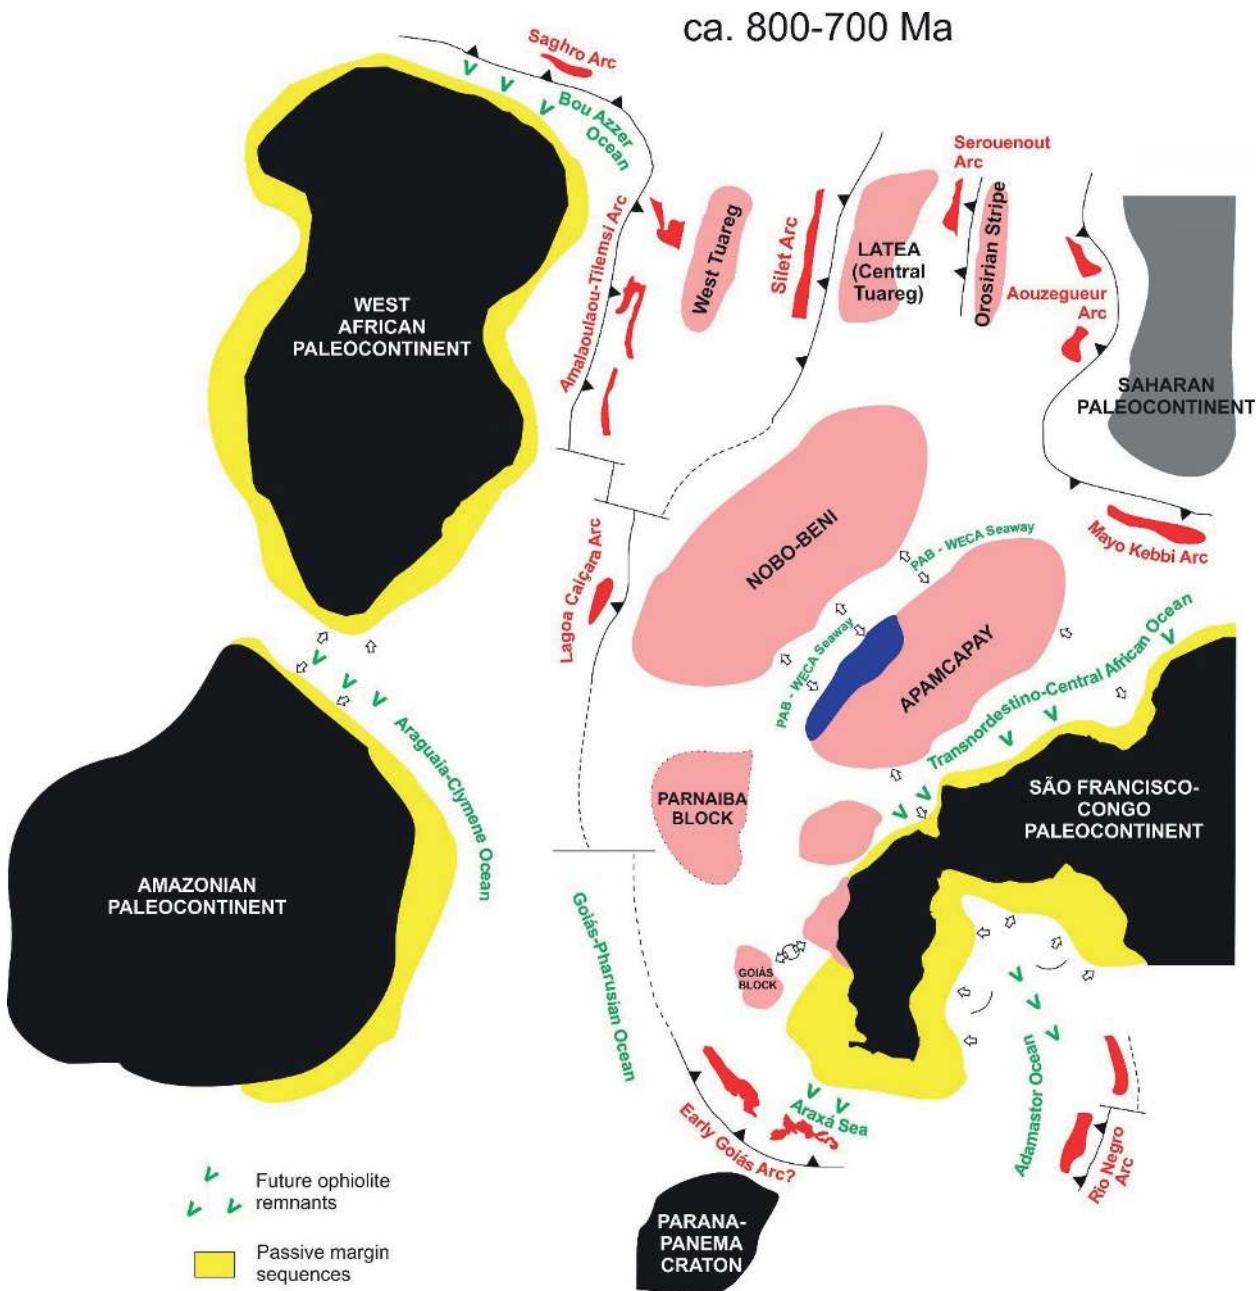 ca. 800-700 Ma
Saghro Arc
Bou Azzer
Ocean
Serouenout
Arc
Amalaoulaou-Tilemsi Arc
West Tuareg
Silet Arc
LATEA
(Central
Tuareg)
Orosirian Stripe
Aouzegueur
Arc
WEST
AFRICAN
PALEOCONTINENT
SAHARAN
PALEOCONTINENT
NOBO-BENI
PAB - WECA Seaway
Mayo Kebbi Arc
Lagoa Caiçara Arc
PAB - WECA Seaway
APAMCAPAY
Transnordestino-Central African Ocean
Araguaia-Clymene Ocean
PARNAIBA
BLOCK
SÃO FRANCISCO-
CONGO
PALEOCONTINENT
AMAZONIAN
PALEOCONTINENT
Goiás-Pharusian Ocean
GOIÁS
BLOCK
Adamastor Ocean
Araxá Sea
Early Goiás Arc?
Rio Negro
Arc
Future ophiolite
remnants
PARANA-
PANEMA
CRATON
Passive margin
sequences